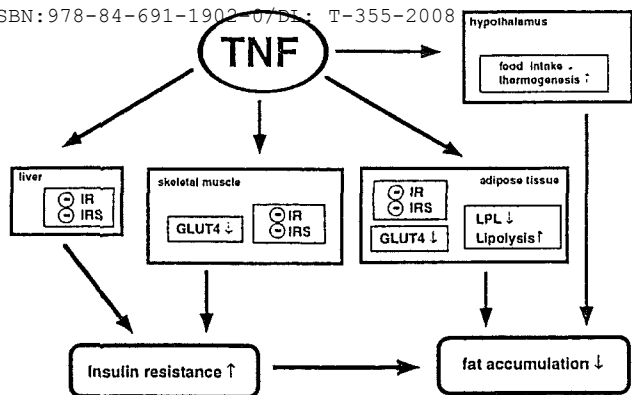 SBN:978-84-691-1902-0/DL: T-355-2008
TNF
hypothalamus
food intake ↓
thermogenesis ↑
liver
⊖ IR
⊖ IRS
skeletal muscle
GLUT4 ↓
⊖ IR
⊖ IRS
adipose tissue
⊖ IR
⊖ IRS
GLUT4 ↓
LPL ↓
Lipolysis ↑
Insulin resistance ↑
fat accumulation ↓